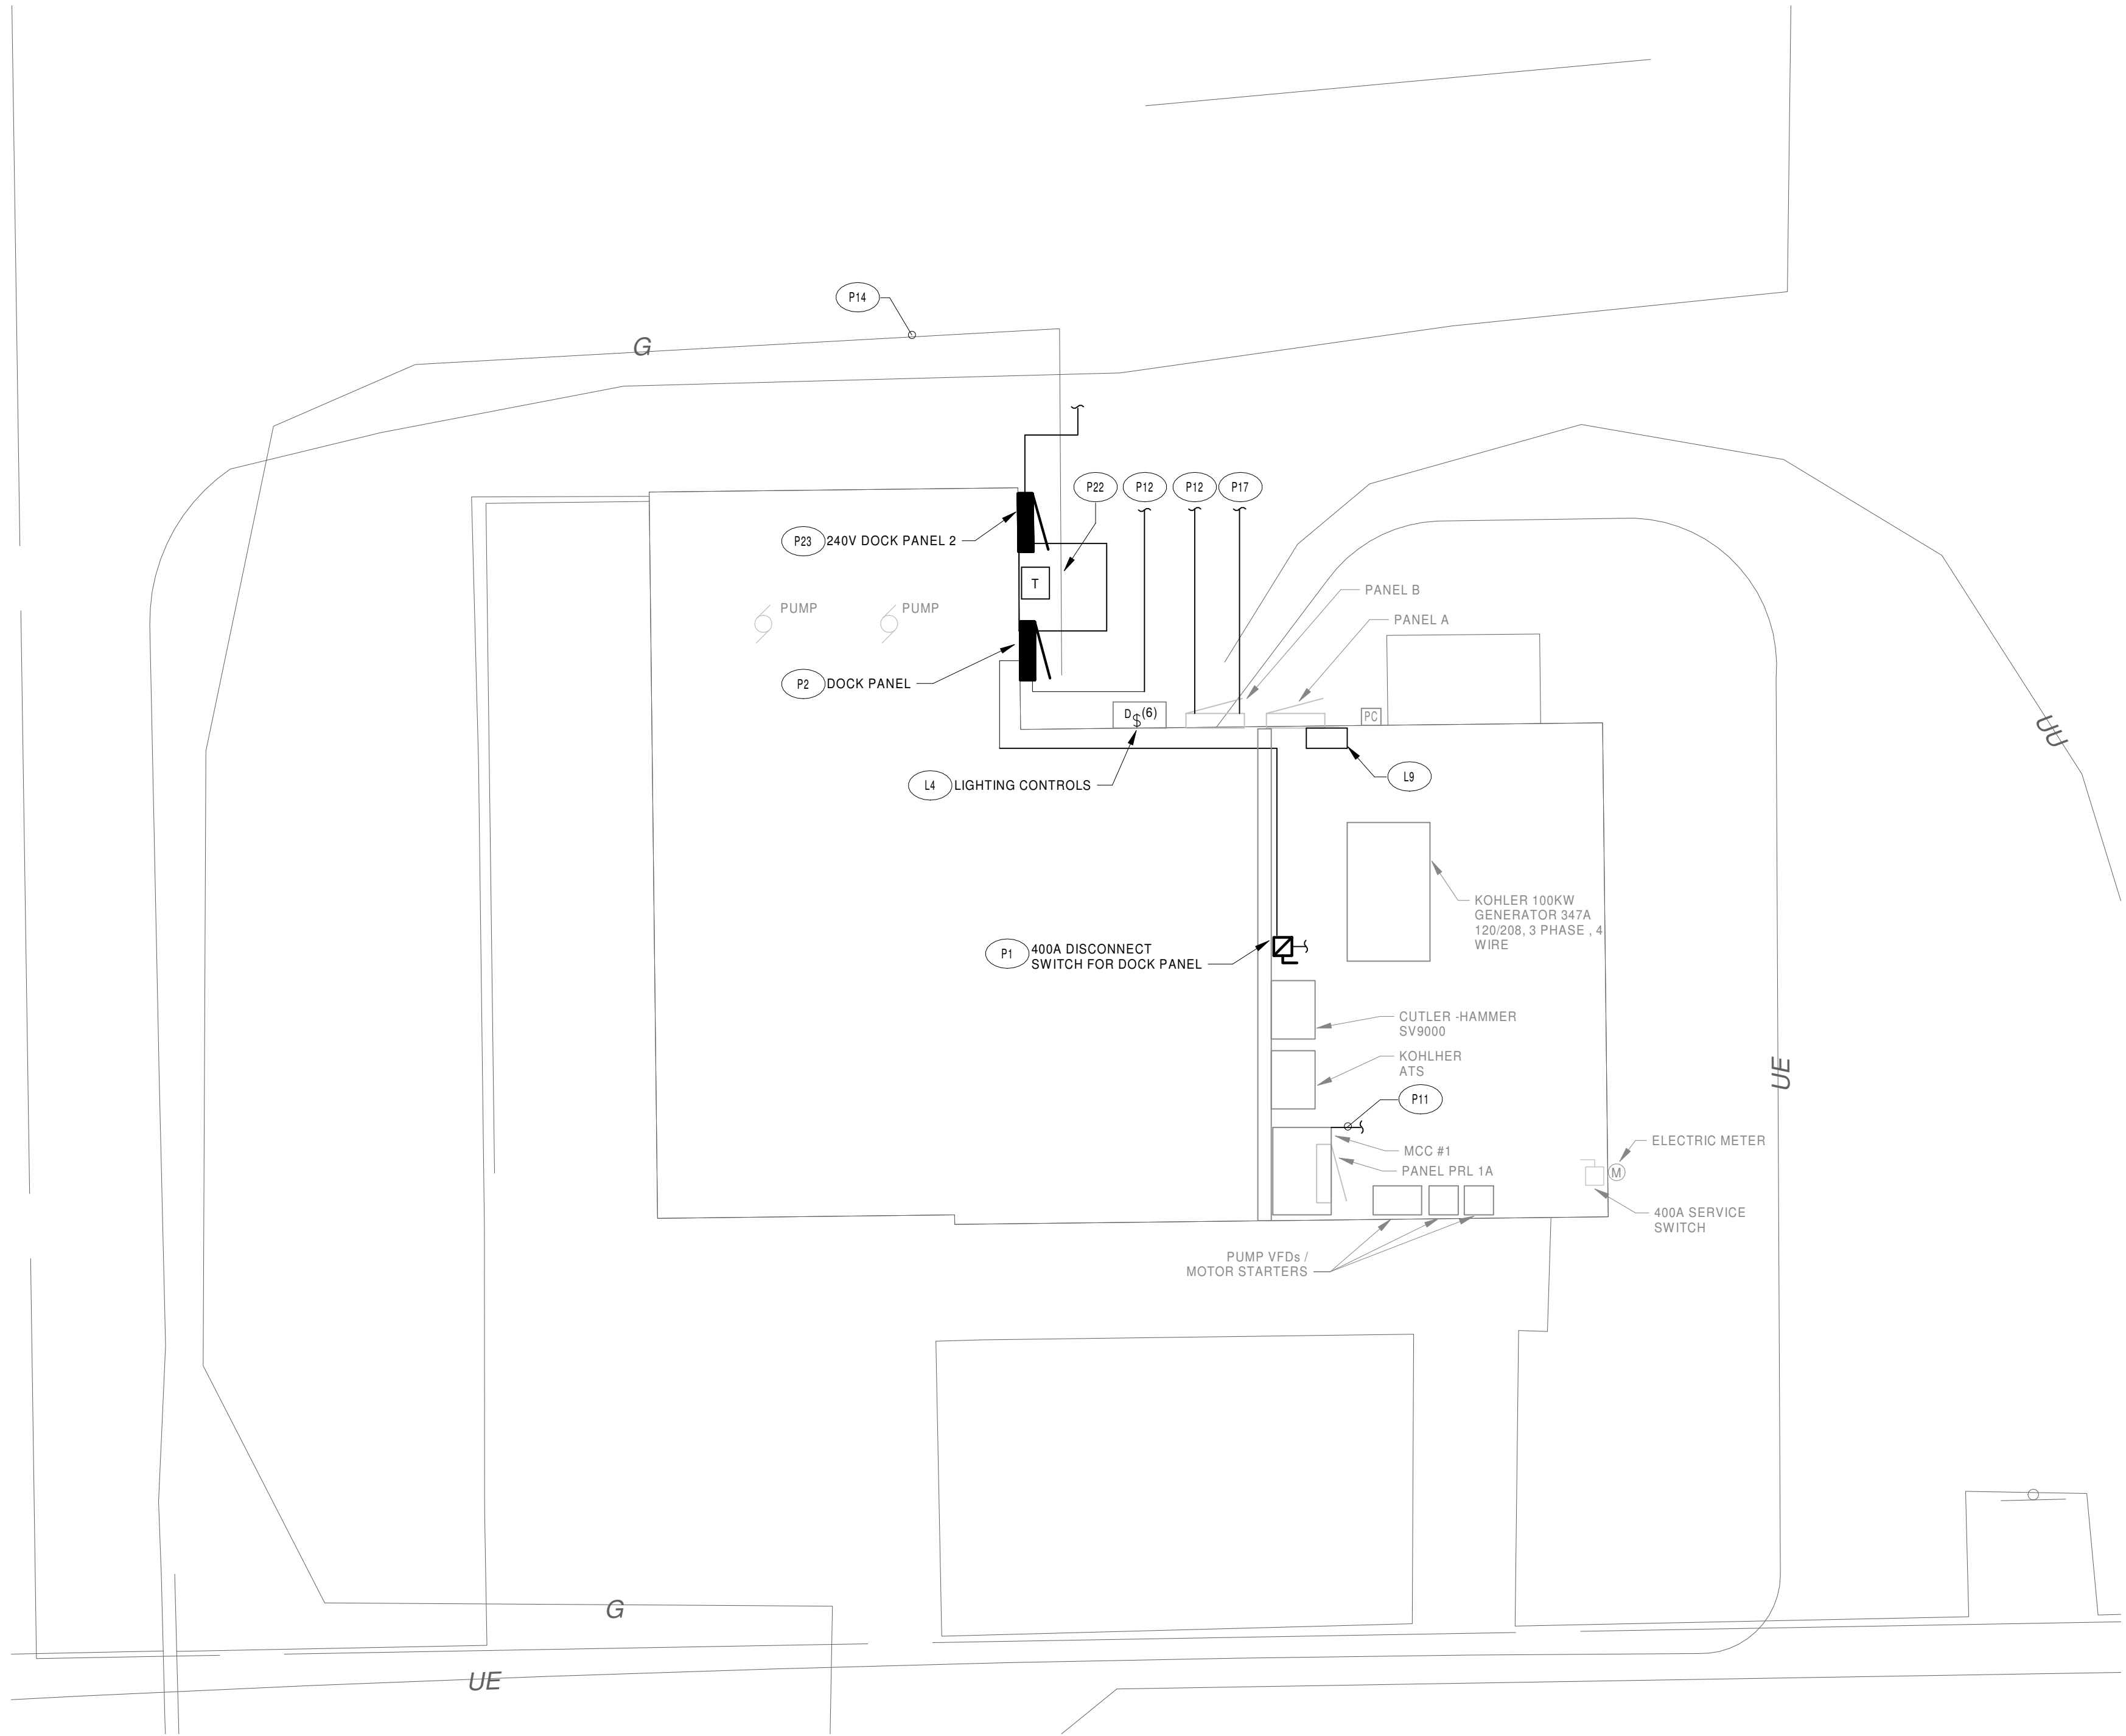 P14
G
P22
P12
P12
P17
P23
240V DOCK PANEL 2
T
PANEL B
PUMP
PUMP
PANEL A
P2
DOCK PANEL
D $ (6)
PC
UU
L9
L4
LIGHTING CONTROLS
KOHLER 100KW
GENERATOR 347A
120/208, 3 PHASE , 4
WIRE
P1
400A DISCONNECT
SWITCH FOR DOCK PANEL
CUTLER -HAMMER
SV9000
KOHLHER
ATS
UE
P11
ELECTRIC METER
MCC #1
PANEL PRL 1A
M
400A SERVICE
SWITCH
PUMP VFDs /
MOTOR STARTERS
G
UE